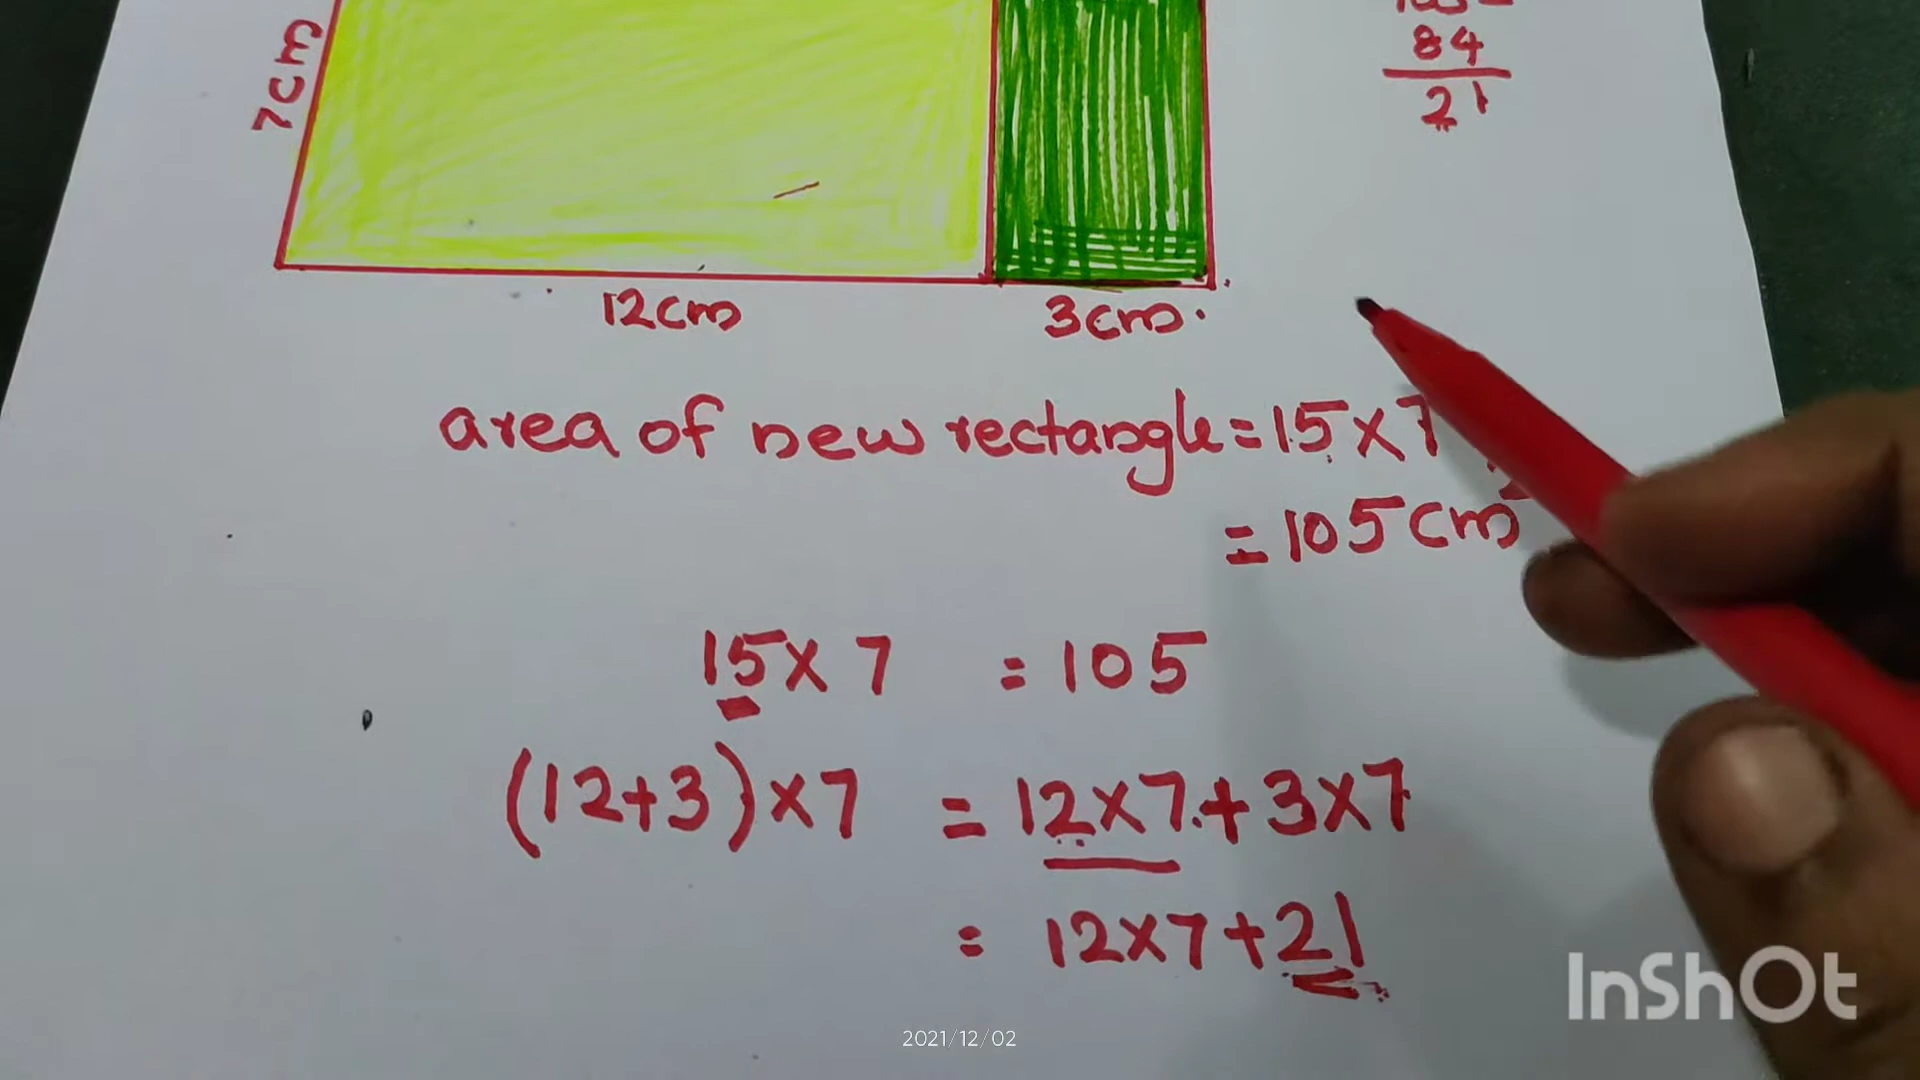 7cm
84
21
12cm
3cm.
area of new rectangle = 15 x 7
= 105 cm²
15 x 7 = 105
(12+3) x 7 = 12 x 7 + 3 x 7
= 12 x 7 + 21
InShOt
2021/12/02